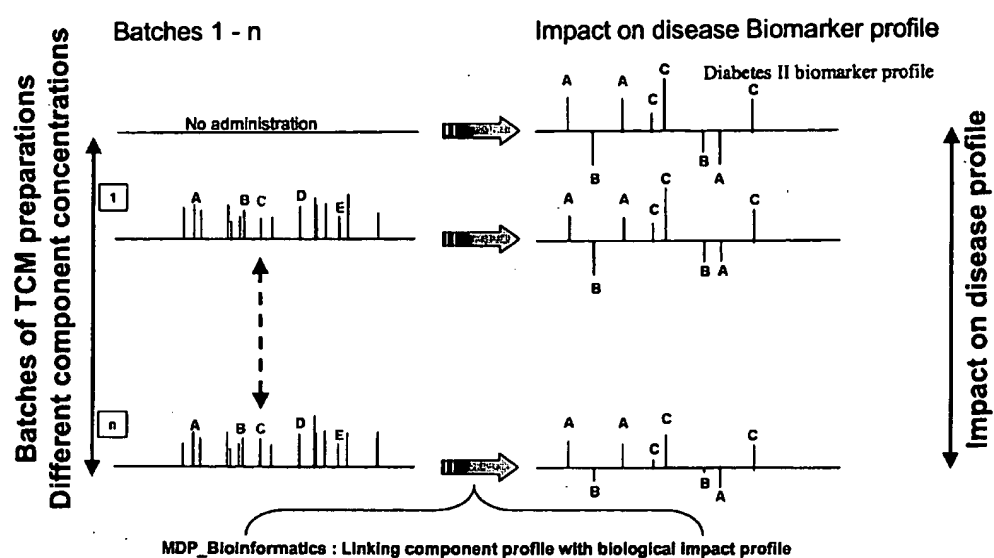 Batches 1 - n
Impact on disease Biomarker profile
Batches of TCM preparations
Different component concentrations
Impact on disease profile
No administration
A
B
A
C
C
Diabetes II biomarker profile
B
A
C
1
A
B
C
D
E
A
B
A
C
C
B
A
C
n
A
B
C
D
E
A
B
A
C
C
B
A
C
MDP_Bioinformatics : Linking component profile with biological impact profile